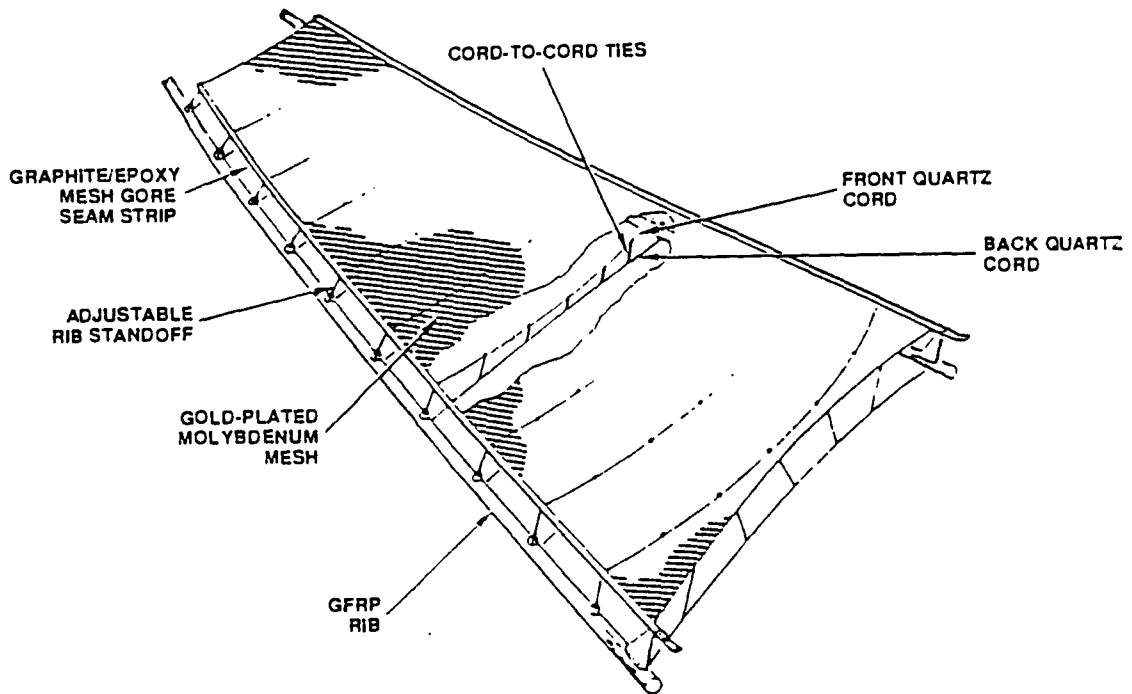 CORD-TO-CORD TIES
GRAPHITE/EPOXY
MESH GORE
SEAM STRIP
FRONT QUARTZ
CORD
BACK QUARTZ
CORD
ADJUSTABLE
RIB STANDOFF
GOLD-PLATED
MOLYBDENUM
MESH
GFRP
RIB